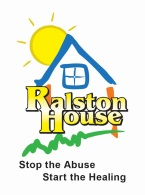 Ralston
House
Stop the Abuse
Start the Healing